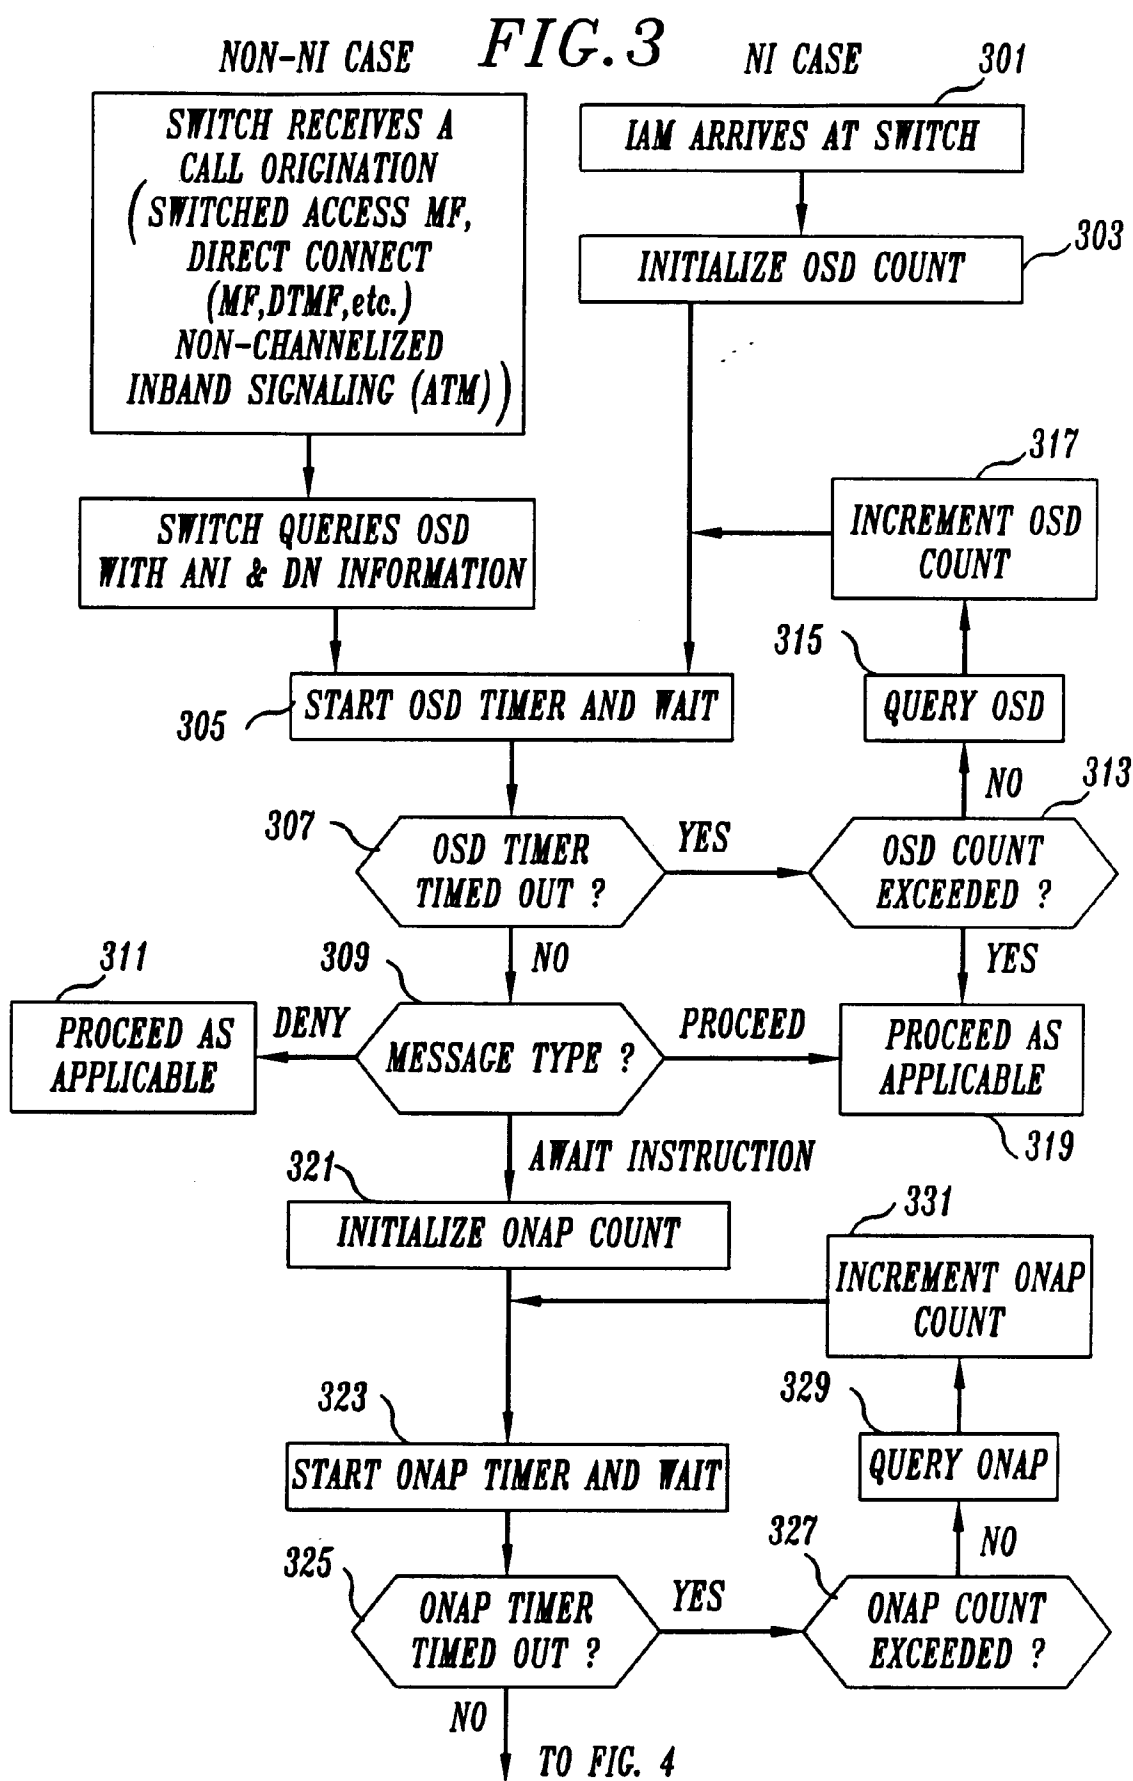 FIG.3
NON-NI CASE
NI CASE
301
SWITCH RECEIVES A
CALL ORIGINATION
(SWITCHED ACCESS MF,
DIRECT CONNECT
(MF,DTMF,etc.)
NON-CHANNELIZED
INBAND SIGNALING (ATM))
IAM ARRIVES AT SWITCH
303
INITIALIZE OSD COUNT
317
INCREMENT OSD
COUNT
SWITCH QUERIES OSD
WITH ANI & DN INFORMATION
315
QUERY OSD
305
START OSD TIMER AND WAIT
NO
313
307
OSD TIMER
TIMED OUT ?
YES
OSD COUNT
EXCEEDED ?
NO
YES
311
309
PROCEED AS
APPLICABLE
DENY
MESSAGE TYPE ?
PROCEED
PROCEED AS
APPLICABLE
319
AWAIT INSTRUCTION
321
INITIALIZE ONAP COUNT
331
INCREMENT ONAP
COUNT
323
329
START ONAP TIMER AND WAIT
QUERY ONAP
NO
327
325
ONAP TIMER
TIMED OUT ?
YES
ONAP COUNT
EXCEEDED ?
NO
TO FIG. 4